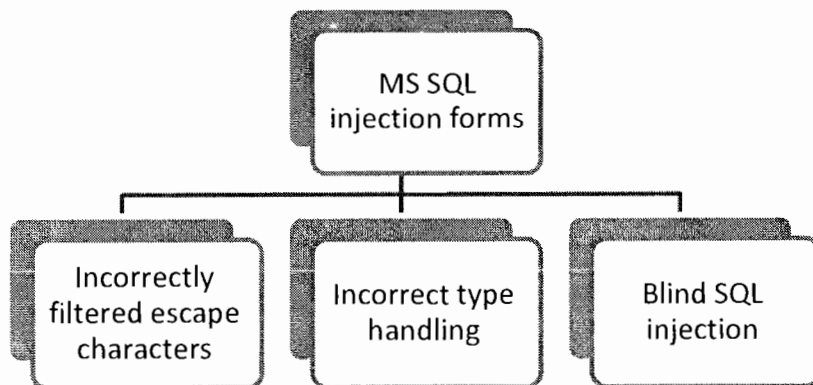 MS SQL
injection forms
Incorrectly
filtered escape
characters
Incorrect type
handling
Blind SQL
injection